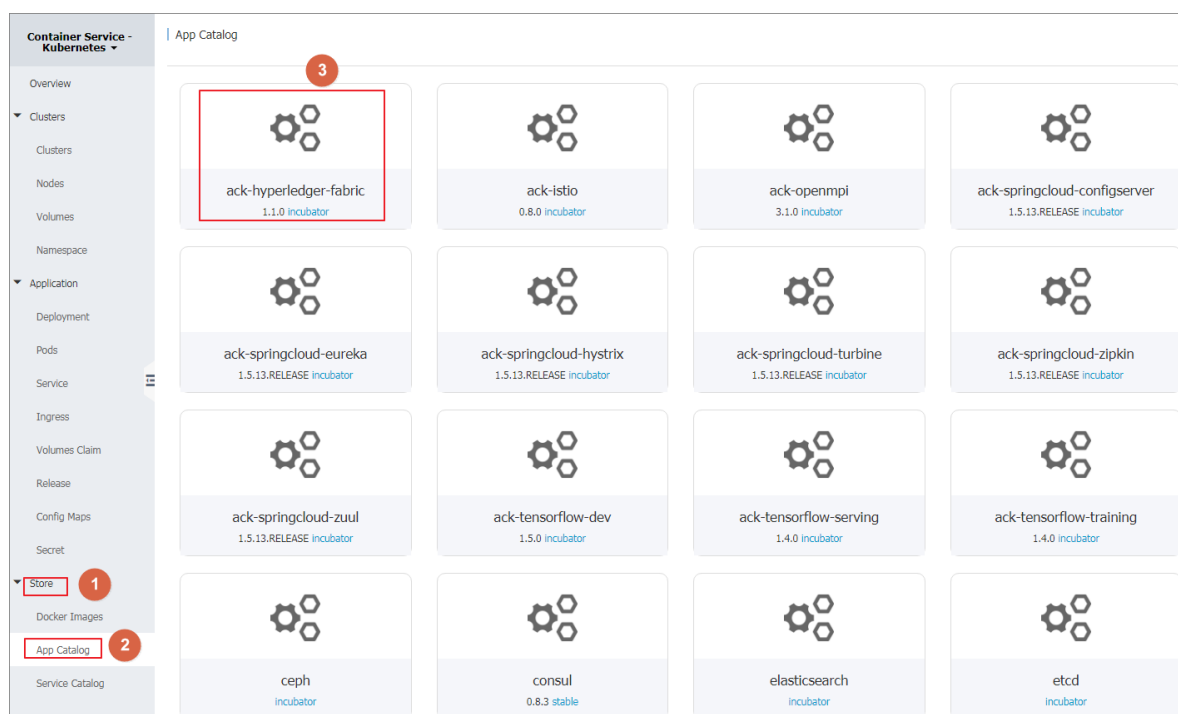 Container Service -
Kubernetes
Overview
Clusters
Clusters
Nodes
Volumes
Namespace
Application
Deployment
Pods
Service
Ingress
Volumes Claim
Release
Config Maps
Secret
Store
1
Docker Images
App Catalog
2
Service Catalog
App Catalog
3
ack-hyperledger-fabric
1.1.0 incubator
ack-istio
0.8.0 incubator
ack-openmpi
3.1.0 incubator
ack-springcloud-configserver
1.5.13.RELEASE incubator
ack-springcloud-eureka
1.5.13.RELEASE incubator
ack-springcloud-hystrix
1.5.13.RELEASE incubator
ack-springcloud-turbine
1.5.13.RELEASE incubator
ack-springcloud-zipkin
1.5.13.RELEASE incubator
ack-springcloud-zuul
1.5.13.RELEASE incubator
ack-tensorflow-dev
1.5.0 incubator
ack-tensorflow-serving
1.4.0 incubator
ack-tensorflow-training
1.4.0 incubator
ceph
incubator
consul
0.8.3 stable
elasticsearch
incubator
etcd
incubator